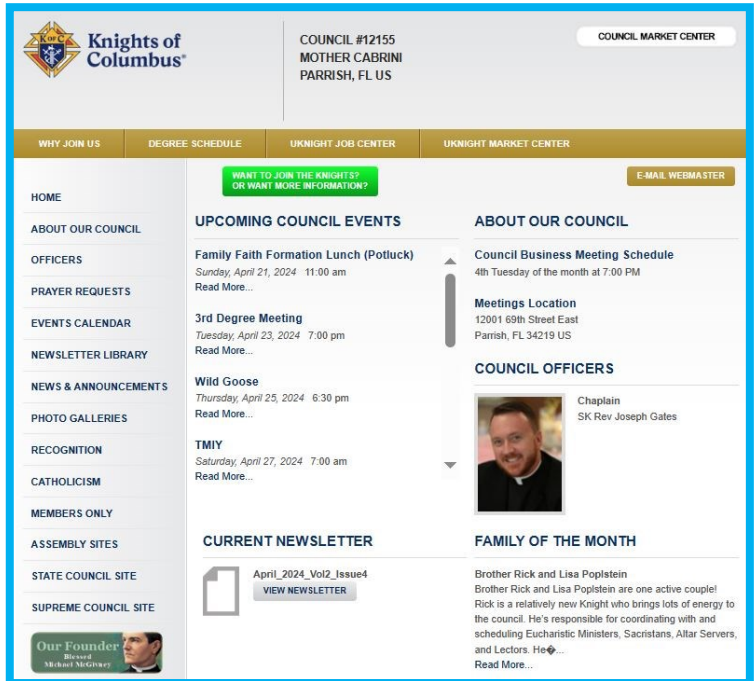 K of C
Knights of
Columbus®
COUNCIL #12155
MOTHER CABRINI
PARRISH, FL US
COUNCIL MARKET CENTER
WHY JOIN US
DEGREE SCHEDULE
UKNIGHT JOB CENTER
UKNIGHT MARKET CENTER
WANT TO JOIN THE KNIGHTS?
OR WANT MORE INFORMATION?
E-MAIL WEBMASTER
HOME
ABOUT OUR COUNCIL
OFFICERS
PRAYER REQUESTS
EVENTS CALENDAR
NEWSLETTER LIBRARY
NEWS & ANNOUNCEMENTS
PHOTO GALLERIES
RECOGNITION
CATHOLICISM
MEMBERS ONLY
ASSEMBLY SITES
STATE COUNCIL SITE
SUPREME COUNCIL SITE
Our Founder
Blessed
Michael McGivney
UPCOMING COUNCIL EVENTS
Family Faith Formation Lunch (Potluck)
Sunday, April 21, 2024 11:00 am
Read More...
3rd Degree Meeting
Tuesday, April 23, 2024 7:00 pm
Read More...
Wild Goose
Thursday, April 25, 2024 6:30 pm
Read More...
TMIY
Saturday, April 27, 2024 7:00 am
Read More...
ABOUT OUR COUNCIL
Council Business Meeting Schedule
4th Tuesday of the month at 7:00 PM
Meetings Location
12001 69th Street East
Parrish, FL 34219 US
COUNCIL OFFICERS
Chaplain
SK Rev Joseph Gates
CURRENT NEWSLETTER
April_2024_Vol2_Issue4
VIEW NEWSLETTER
FAMILY OF THE MONTH
Brother Rick and Lisa Poplstein
Brother Rick and Lisa Poplstein are one active couple!
Rick is a relatively new Knight who brings lots of energy to
the council. He's responsible for coordinating with and
scheduling Eucharistic Ministers, Sacristans, Altar Servers,
and Lectors. He�...
Read More...